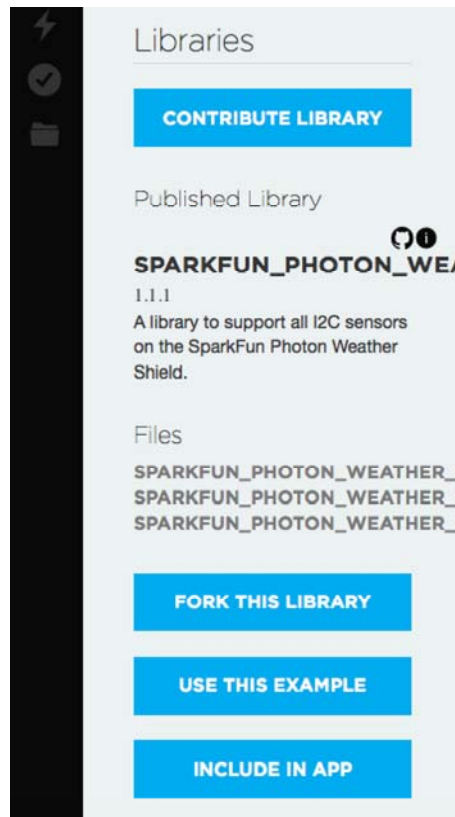 Libraries
CONTRIBUTE LIBRARY
Published Library
SPARKFUN_PHOTON_WEA
1.1.1
A library to support all I2C sensors
on the SparkFun Photon Weather
Shield.
Files
SPARKFUN_PHOTON_WEATHER_
SPARKFUN_PHOTON_WEATHER_
SPARKFUN_PHOTON_WEATHER_
FORK THIS LIBRARY
USE THIS EXAMPLE
INCLUDE IN APP